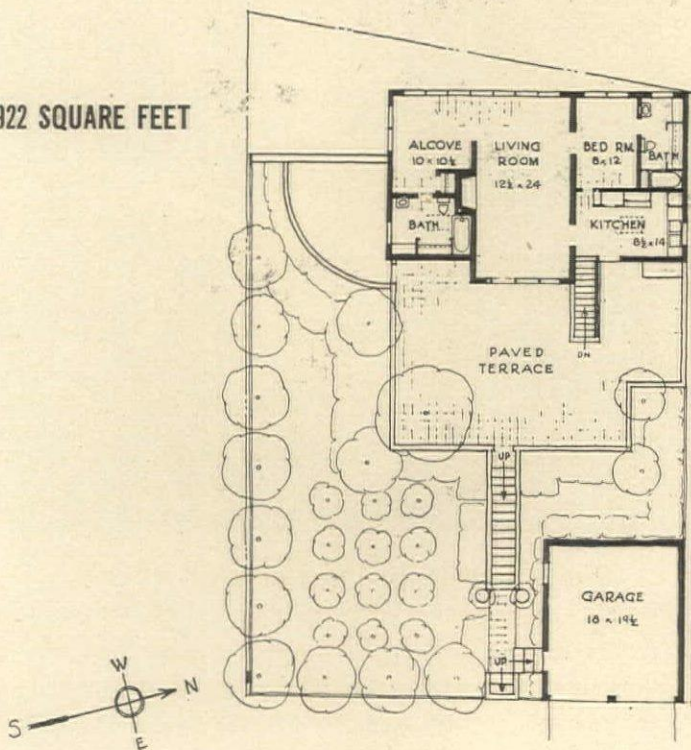 922 SQUARE FEET
ALCOVE
10 x 10½
LIVING
ROOM
12½ x 24
BED RM.
8 x 12
BATH
BATH
KITCHEN
8½ x 14
PAVED
TERRACE
DN
UP
GARAGE
18 x 19½
UP
W
N
S
E